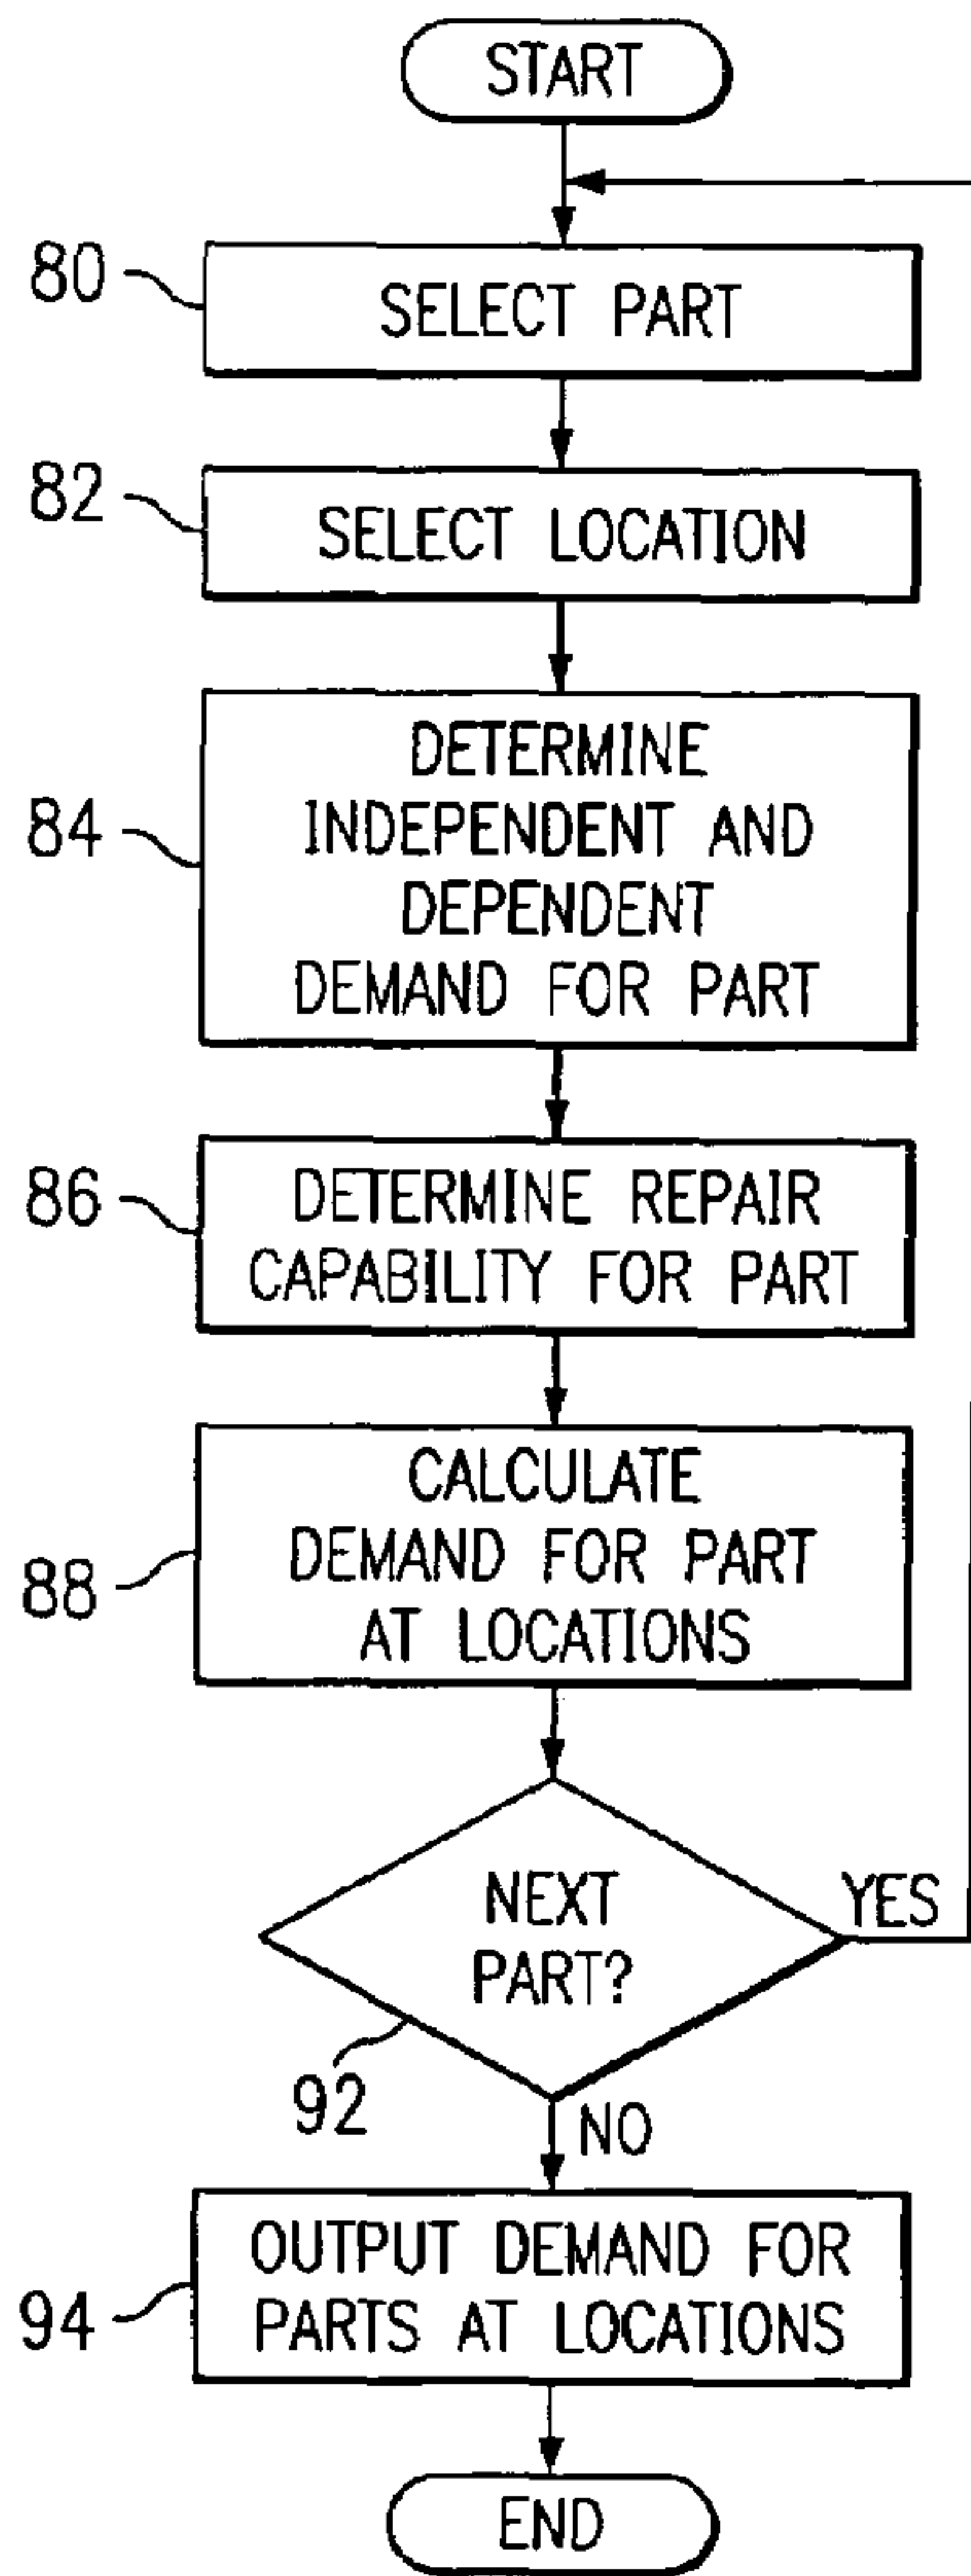 START
80
SELECT PART
82
SELECT LOCATION
84
DETERMINE
INDEPENDENT AND
DEPENDENT
DEMAND FOR PART
86
DETERMINE REPAIR
CAPABILITY FOR PART
88
CALCULATE
DEMAND FOR PART
AT LOCATIONS
NEXT
PART?
YES
92
NO
94
OUTPUT DEMAND FOR
PARTS AT LOCATIONS
END